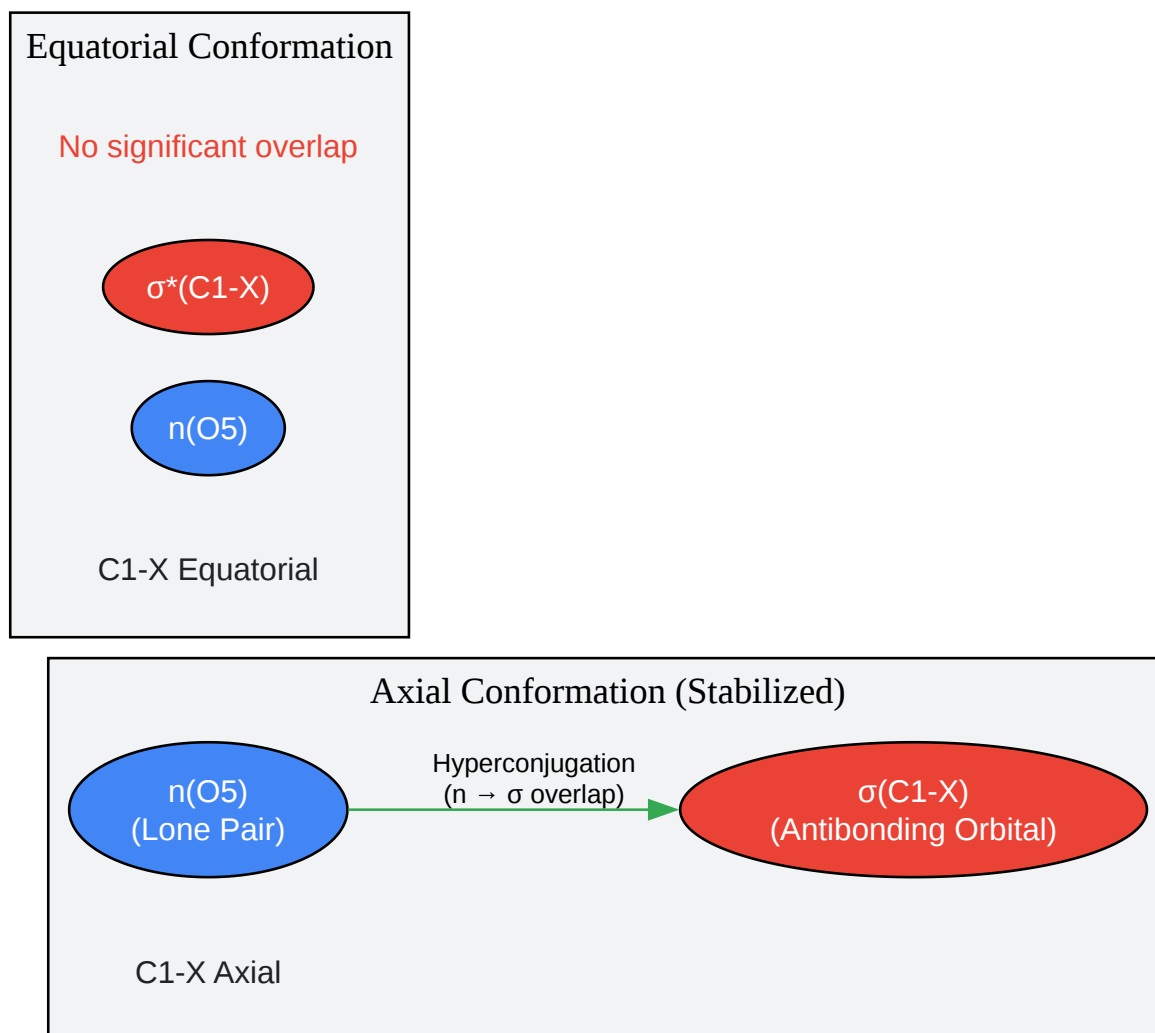 Equatorial Conformation
No significant overlap
σ*(C1-X)
n(O5)
C1-X Equatorial
Axial Conformation (Stabilized)
n(O5)
(Lone Pair)
Hyperconjugation
(n → σ overlap)
σ(C1-X)
(Antibonding Orbital)
C1-X Axial